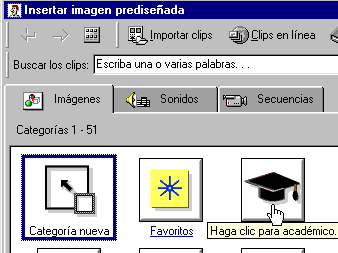 Insertar imagen prediseñada
Importar clips Clips en línea
Buscar los clips: Escriba una o varias palabras. . .
Imágenes Sonidos Secuencias
Categorías 1 - 51
Categoría nueva Favoritos Haga clic para académico.